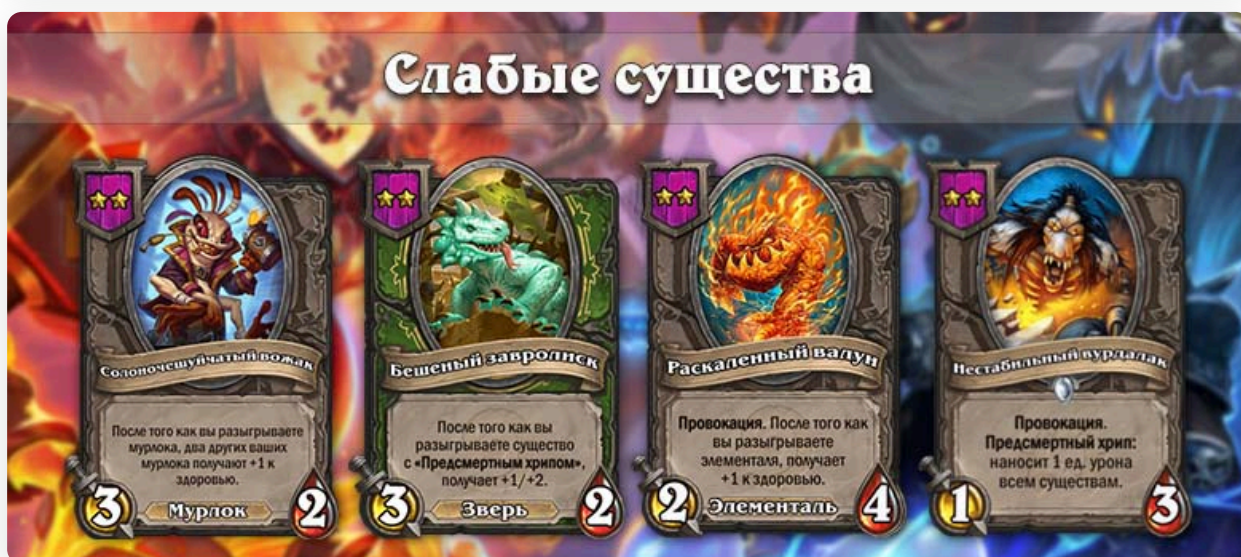 Слабые существа
Солоночешуйчатый вожак
После того как вы разыгрываете
мурлока, два других ваших
мурлока получают +1 к
здоровью.
3
Мурлок
2
Бешеный завролиск
После того как вы
разыгрываете существо
с «Предсмертным хрипом»,
получает +1/+2.
3
Зверь
2
Раскаленный валун
Провокация. После того как
вы разыгрываете
элементаля, получает
+1 к здоровью.
2
Элементаль
4
Нестабильный вурдалак
Провокация.
Предсмертный хрип:
наносит 1 ед. урона
всем существам.
1
3